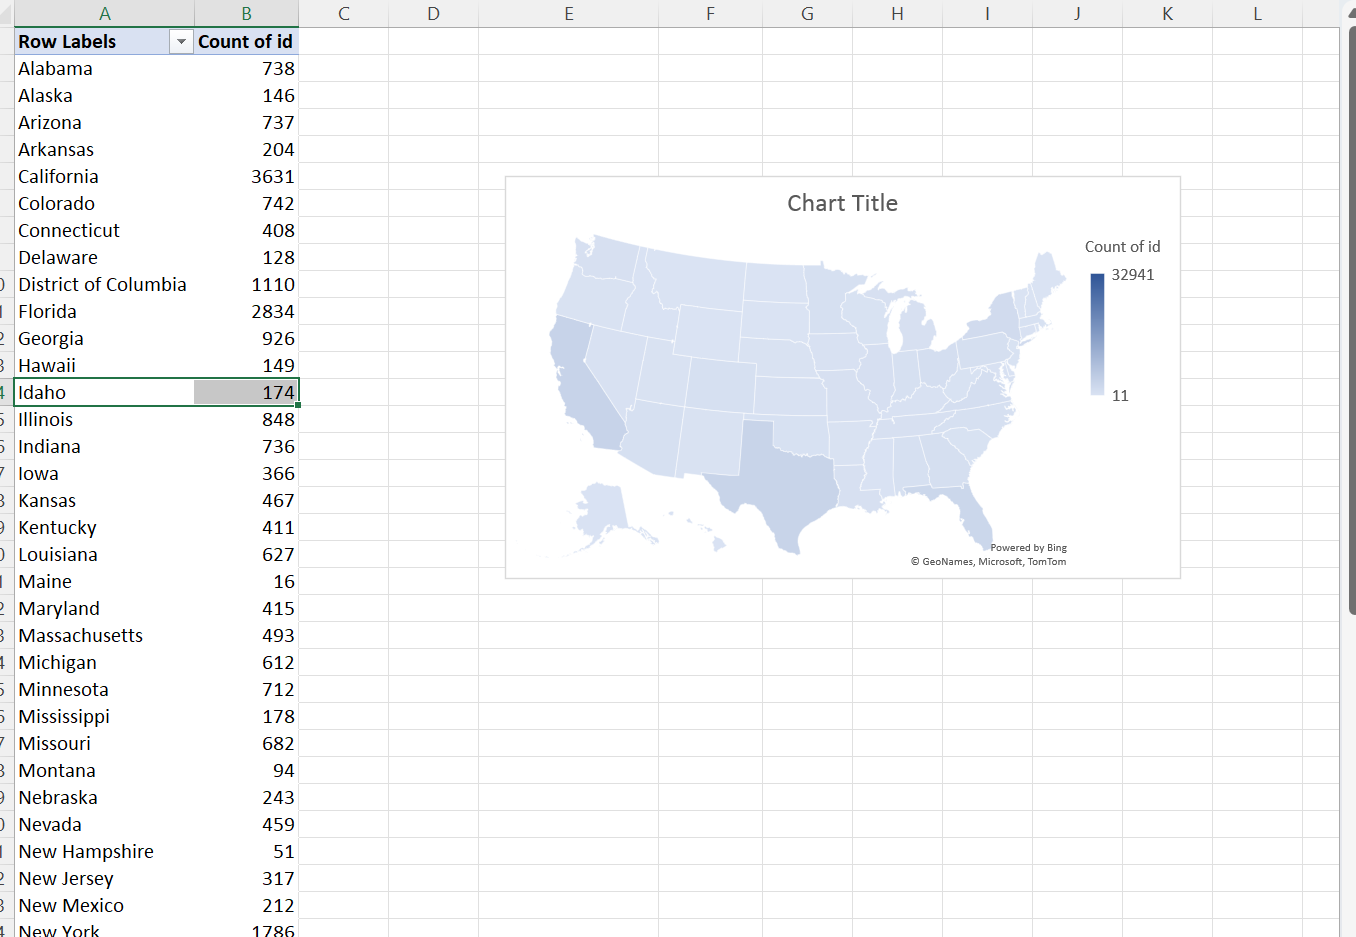 A B C D E F G H I J K L
Row Labels Count of id
Alabama 738
Alaska 146
Arizona 737
Arkansas 204
California 3631
Colorado 742
Connecticut 408
Delaware 128
District of Columbia 1110
Florida 2834
Georgia 926
Hawaii 149
Idaho 174
Illinois 848
Indiana 736
Iowa 366
Kansas 467
Kentucky 411
Louisiana 627
Maine 16
Maryland 415
Massachusetts 493
Michigan 612
Minnesota 712
Mississippi 178
Missouri 682
Montana 94
Nebraska 243
Nevada 459
New Hampshire 51
New Jersey 317
New Mexico 212
New York 1786
Chart Title
Count of id
32941
11
Powered by Bing
© GeoNames, Microsoft, TomTom